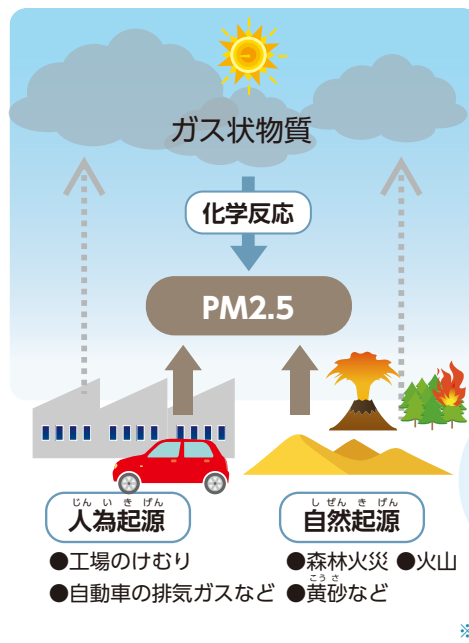 ガス状物質
化学反応
PM2.5
じんいきげん
人為起源
●工場のけむり
●自動車の排気ガスなど
しぜんきげん
自然起源
●森林火災 ●火山
こうさ
●黄砂など
※